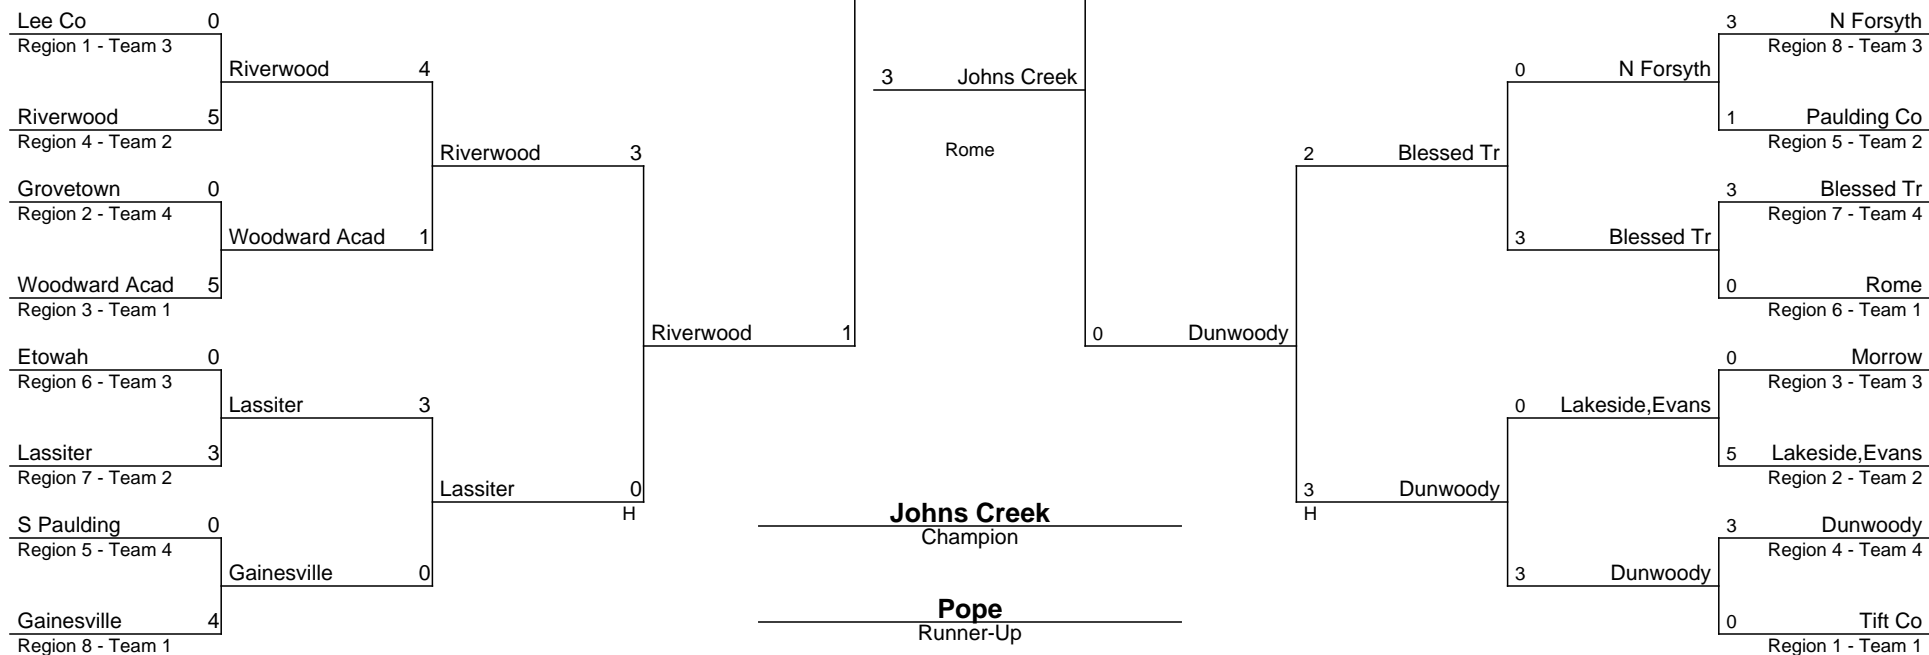 Lee Co 0
Region 1 - Team 3
Riverwood 4
Riverwood 5
Region 4 - Team 2
Riverwood 3
Grovetown 0
Region 2 - Team 4
Woodward Acad 1
Woodward Acad 5
Region 3 - Team 1
Riverwood 1
Etowah 0
Region 6 - Team 3
Lassiter 3
Lassiter 3
Region 7 - Team 2
Lassiter 0
H
S Paulding 0
Region 5 - Team 4
Gainesville 0
Gainesville 4
Region 8 - Team 1
3 Johns Creek
Rome
Johns Creek
Champion
Pope
Runner-Up
3 N Forsyth
Region 8 - Team 3
0 N Forsyth
1 Paulding Co
Region 5 - Team 2
2 Blessed Tr
3 Blessed Tr
Region 7 - Team 4
3 Blessed Tr
0 Rome
Region 6 - Team 1
0 Dunwoody
0 Morrow
Region 3 - Team 3
0 Lakeside,Evans
5 Lakeside,Evans
Region 2 - Team 2
3 Dunwoody
H
3 Dunwoody
Region 4 - Team 4
3 Dunwoody
0 Tift Co
Region 1 - Team 1